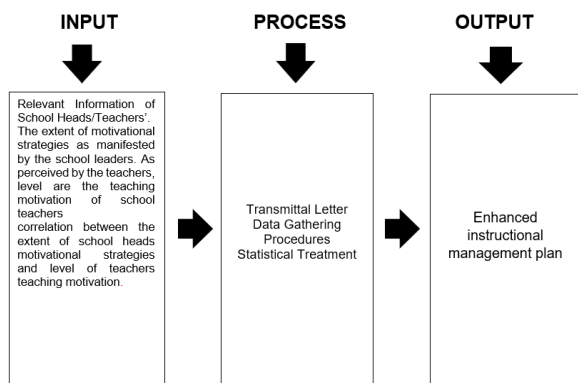 INPUT
PROCESS
OUTPUT
Relevant Information of
School Heads/Teachers'.
The extent of motivational
strategies as manifested
by the school leaders. As
perceived by the teachers,
level are the teaching
motivation of school
teachers
correlation between the
extent of school heads
motivational strategies
and level of teachers
teaching motivation.
Transmittal Letter
Data Gathering
Procedures
Statistical Treatment
Enhanced
instructional
management plan